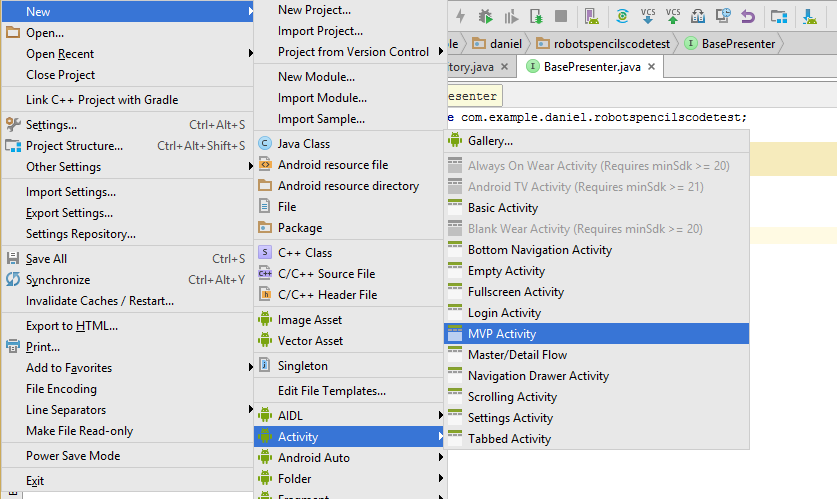 New
Open...
Open Recent
Close Project
Link C++ Project with Gradle
Settings... Ctrl+Alt+S
Project Structure... Ctrl+Alt+Shift+S
Other Settings
Import Settings...
Export Settings...
Settings Repository...
Save All Ctrl+S
Synchronize Ctrl+Alt+Y
Invalidate Caches / Restart...
Export to HTML...
Print...
Add to Favorites
File Encoding
Line Separators
Make File Read-only
Power Save Mode
Exit
New Project...
Import Project...
Project from Version Control
New Module...
Import Module...
Import Sample...
Java Class
Android resource file
Android resource directory
File
Package
C++ Class
C/C++ Source File
C/C++ Header File
Image Asset
Vector Asset
Singleton
Edit File Templates...
AIDL
Activity
Android Auto
Folder
Fragment
VCS VCS
le daniel robotspencilscodetest BasePresenter
tory.java BasePresenter.java
esenter
e com.example.daniel.robotspencilscodetest;
Gallery...
Always On Wear Activity (Requires minSdk >= 20)
Android TV Activity (Requires minSdk >= 21)
Basic Activity
Blank Wear Activity (Requires minSdk >= 20)
Bottom Navigation Activity
Empty Activity
Fullscreen Activity
Login Activity
MVP Activity
Master/Detail Flow
Navigation Drawer Activity
Scrolling Activity
Settings Activity
Tabbed Activity